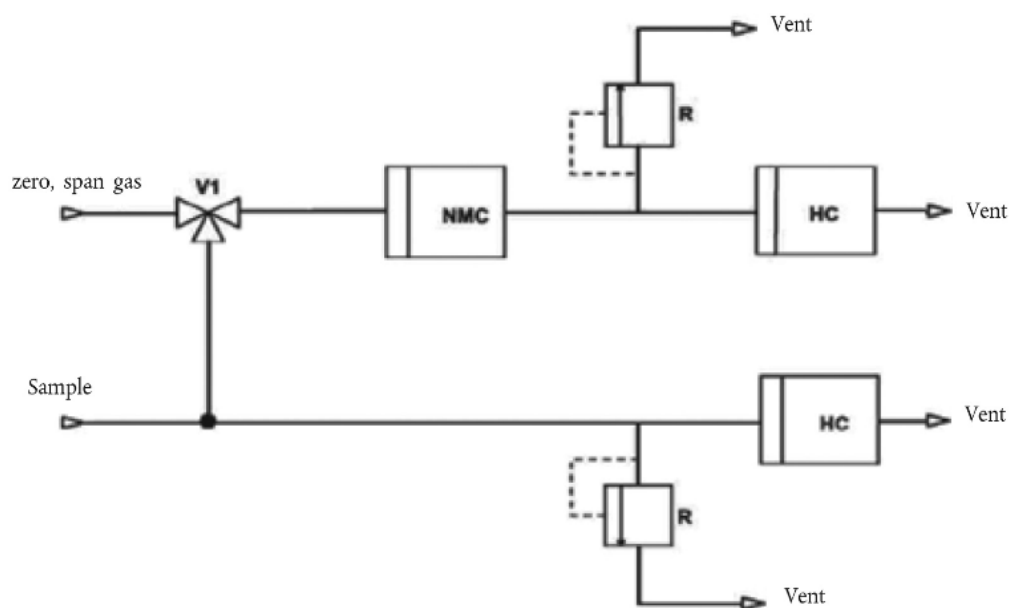 Vent
R
zero, span gas
V1
NMC
HC
Vent
Sample
HC
Vent
R
Vent